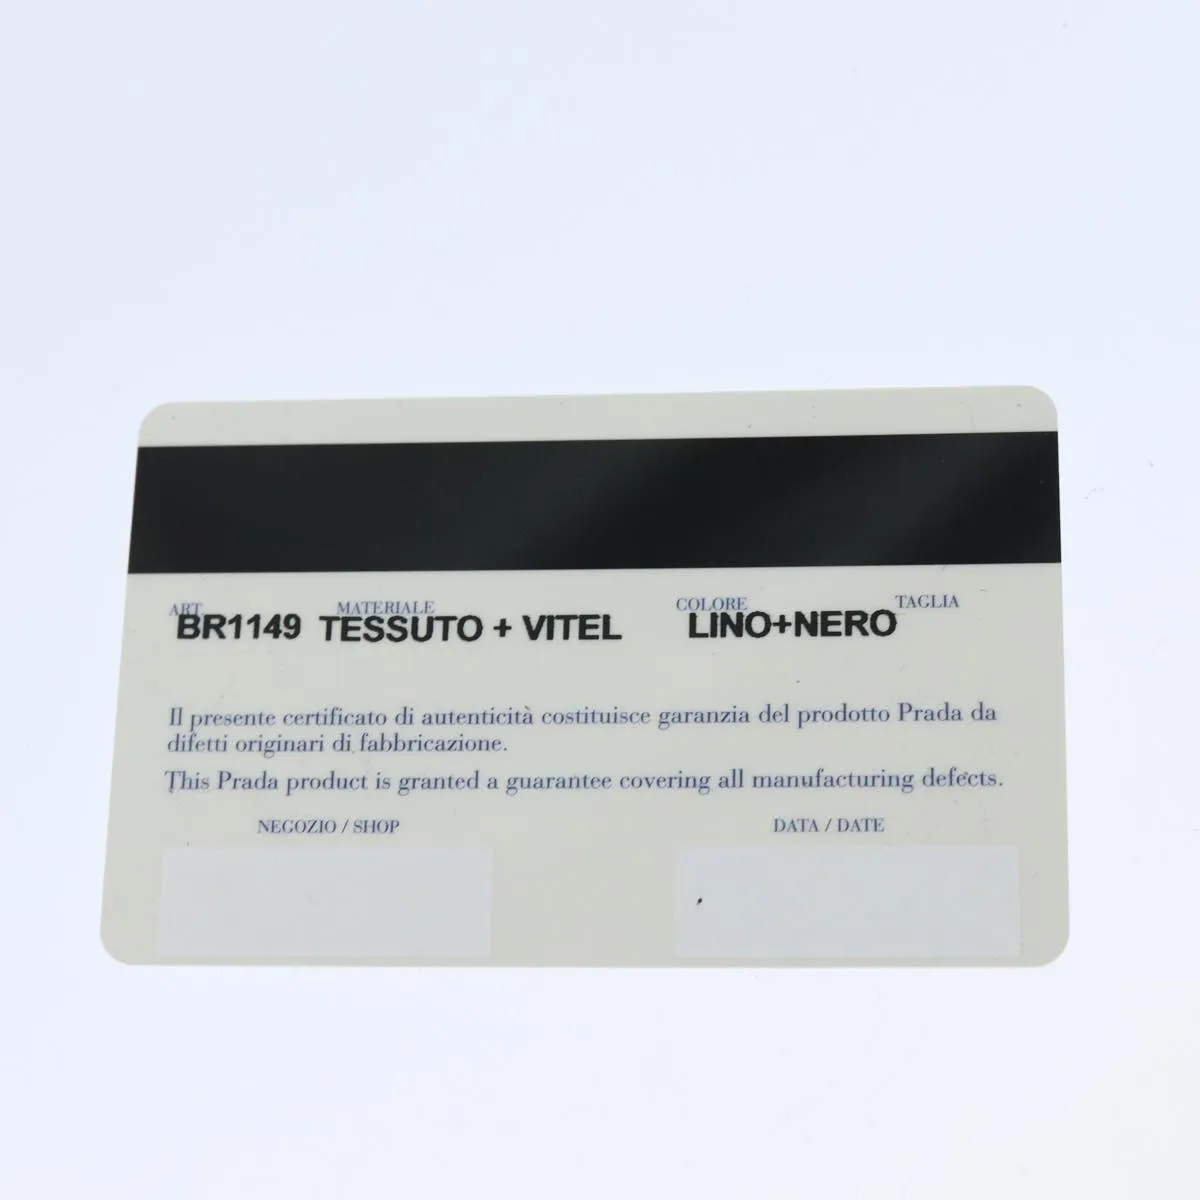 ART. MATERIALE COLORE TAGLIA
BR1149 TESSUTO + VITEL LINO+NERO
Il presente certificato di autenticità costituisce garanzia del prodotto Prada da
difetti originari di fabbricazione.
This Prada product is granted a guarantee covering all manufacturing defects.
NEGOZIO / SHOP DATA / DATE